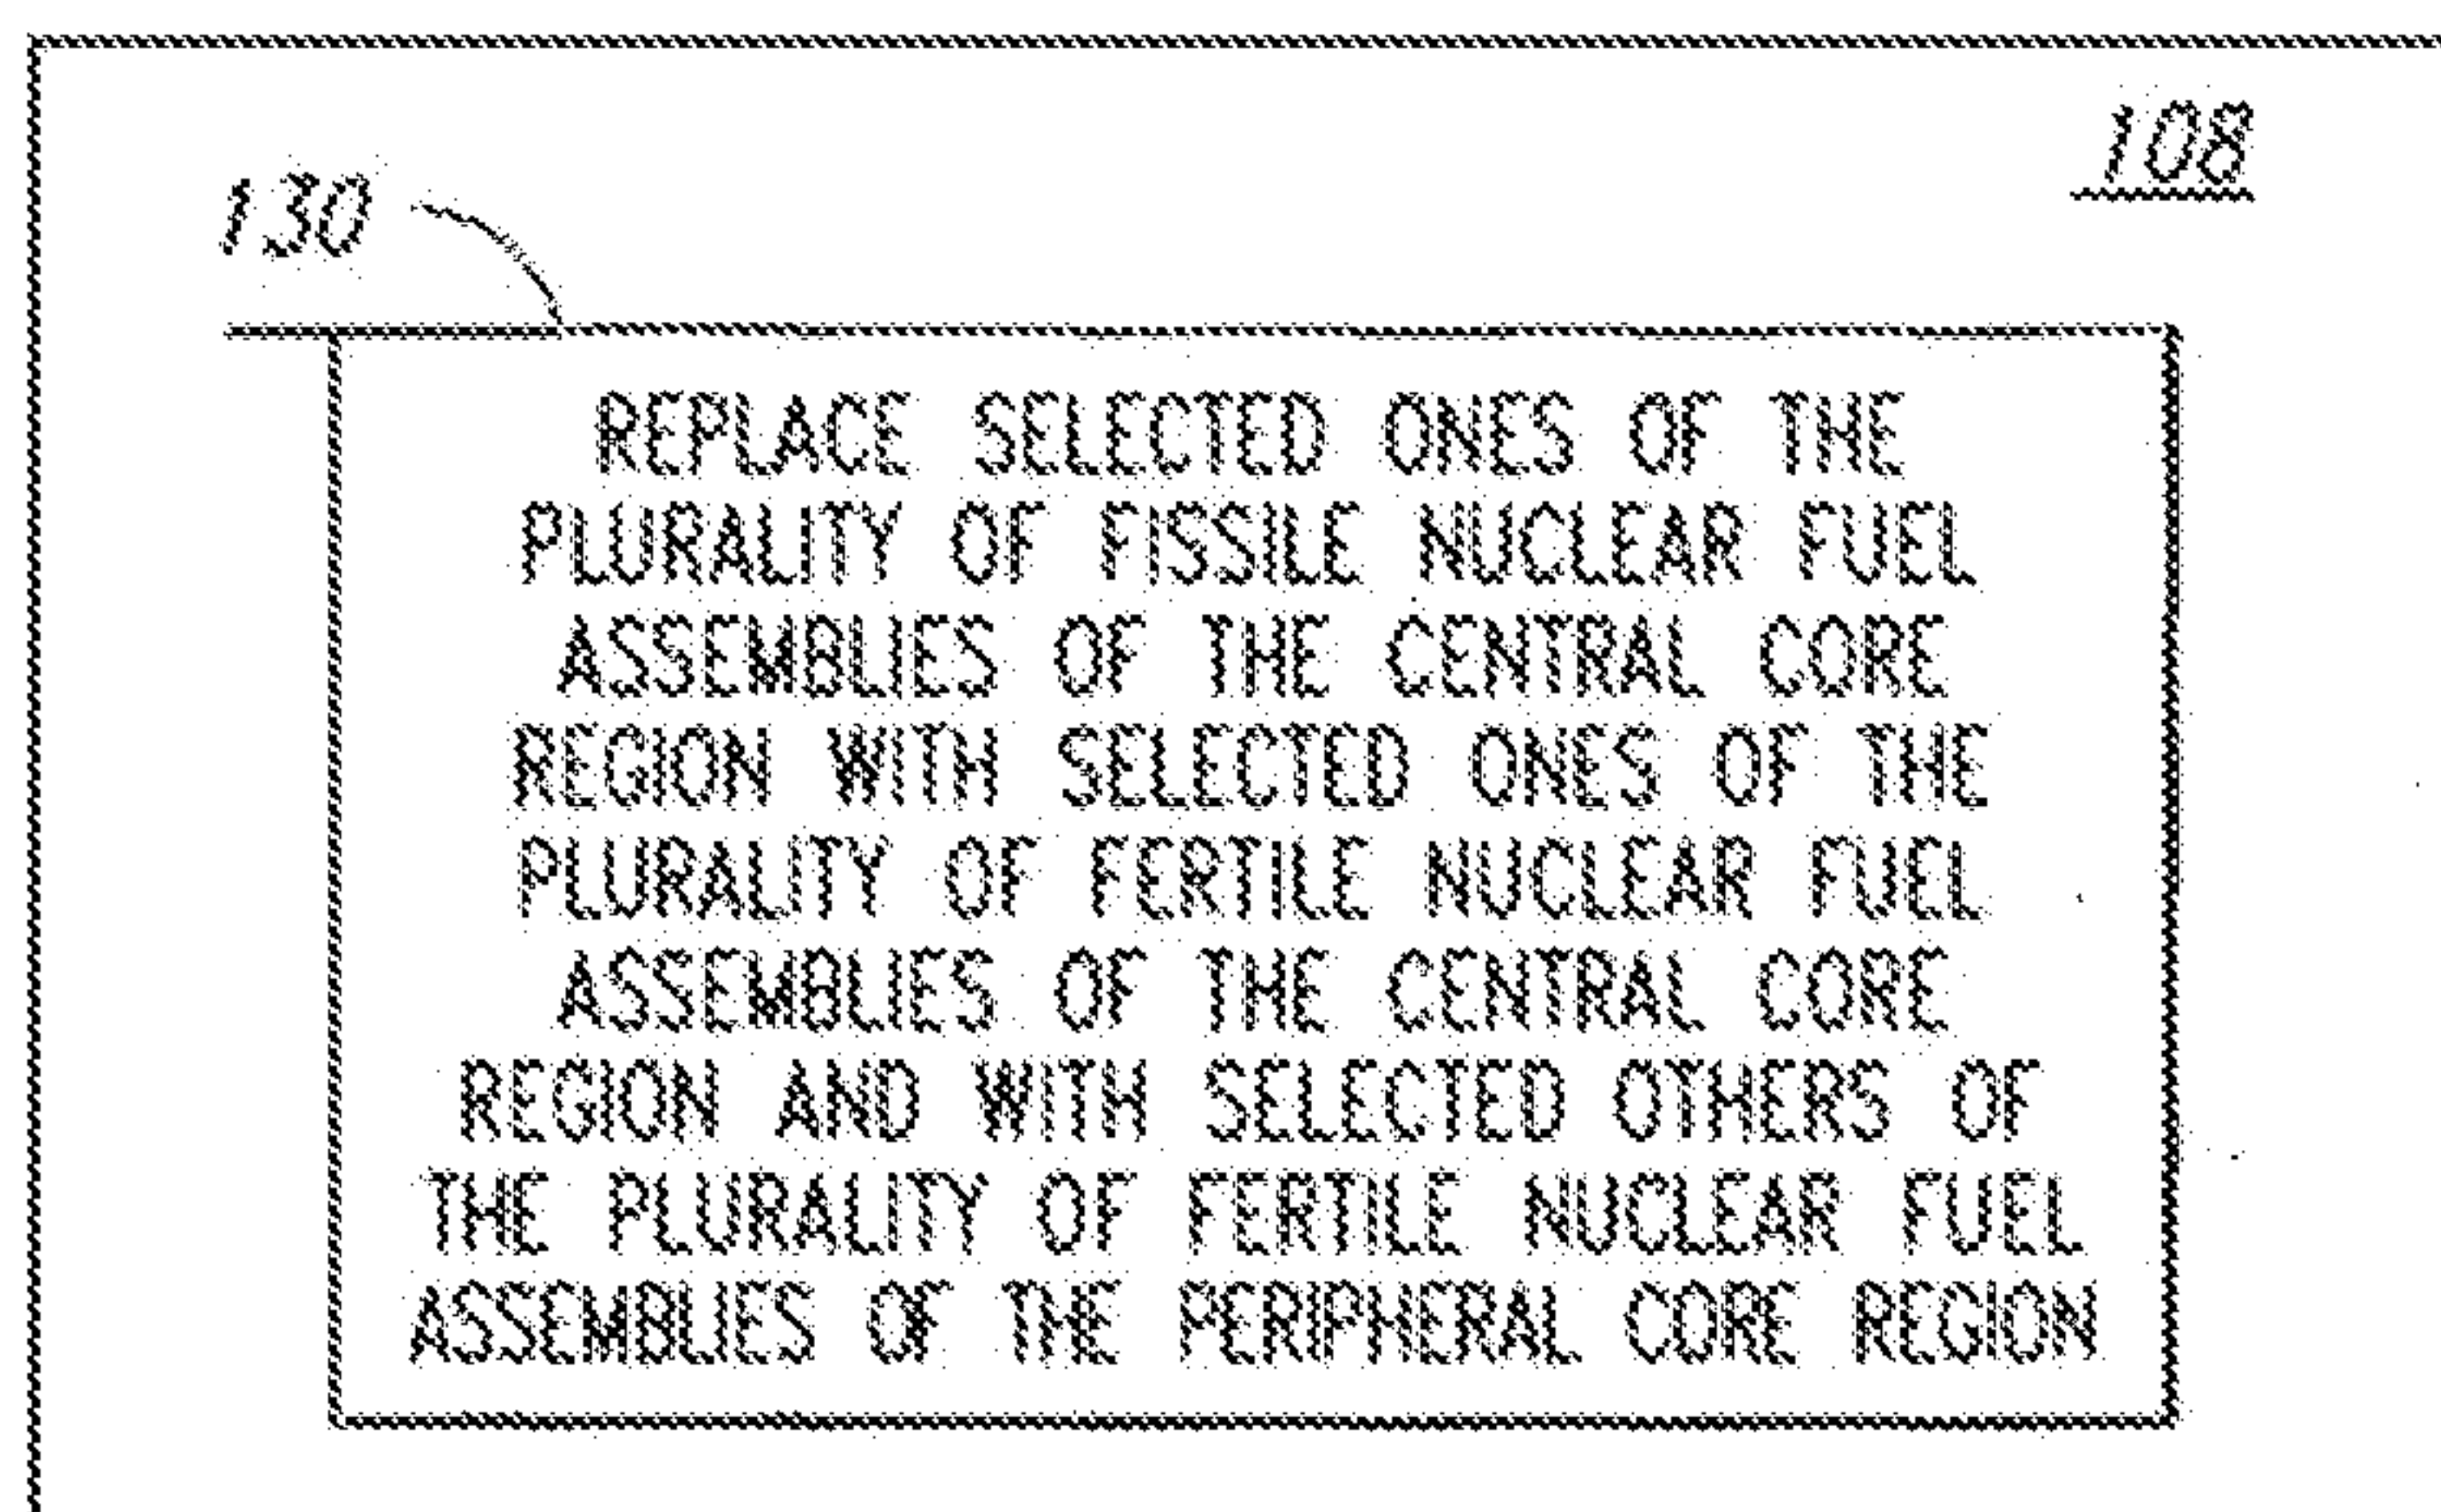 108
130
REPLACE SELECTED ONES OF THE
PLURALITY OF FISSILE NUCLEAR FUEL
ASSEMBLIES OF THE CENTRAL CORE
REGION WITH SELECTED ONES OF THE
PLURALITY OF FERTILE NUCLEAR FUEL
ASSEMBLIES OF THE CENTRAL CORE
REGION AND WITH SELECTED OTHERS OF
THE PLURALITY OF FERTILE NUCLEAR FUEL
ASSEMBLIES OF THE PERIPHERAL CORE REGION